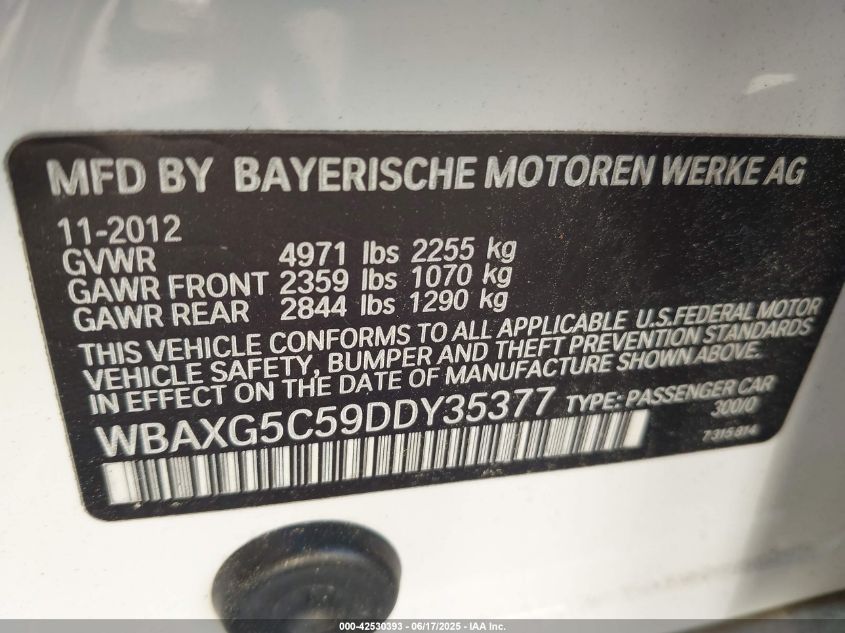 MFD BY BAYERISCHE MOTOREN WERKE AG
11-2012
GVWR 4971 lbs 2255 kg
GAWR FRONT 2359 lbs 1070 kg
GAWR REAR 2844 lbs 1290 kg
THIS VEHICLE CONFORMS TO ALL APPLICABLE U.S.FEDERAL MOTOR
VEHICLE SAFETY, BUMPER AND THEFT PREVENTION STANDARDS
IN EFFECT ON THE DATE OF MANUFACTURE SHOWN ABOVE.
WBAXG5C59DDY35377 TYPE: PASSENGER CAR
300/0
7315814
000-42530393 - 06/17/2025 - IAA Inc.